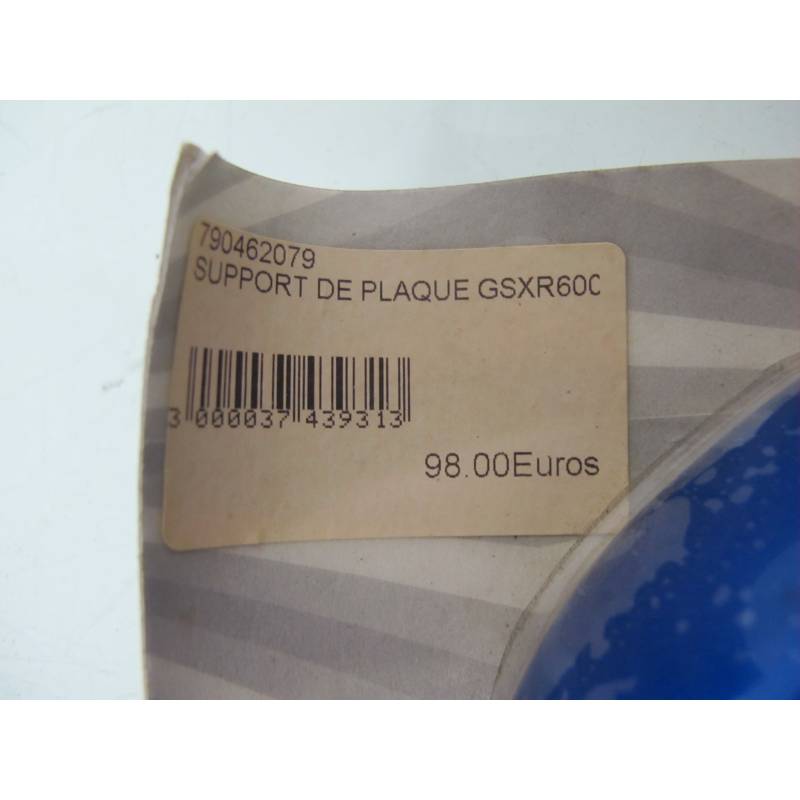 790462079
SUPPORT DE PLAQUE GSXR600
3 000037 439313
98.00Euros